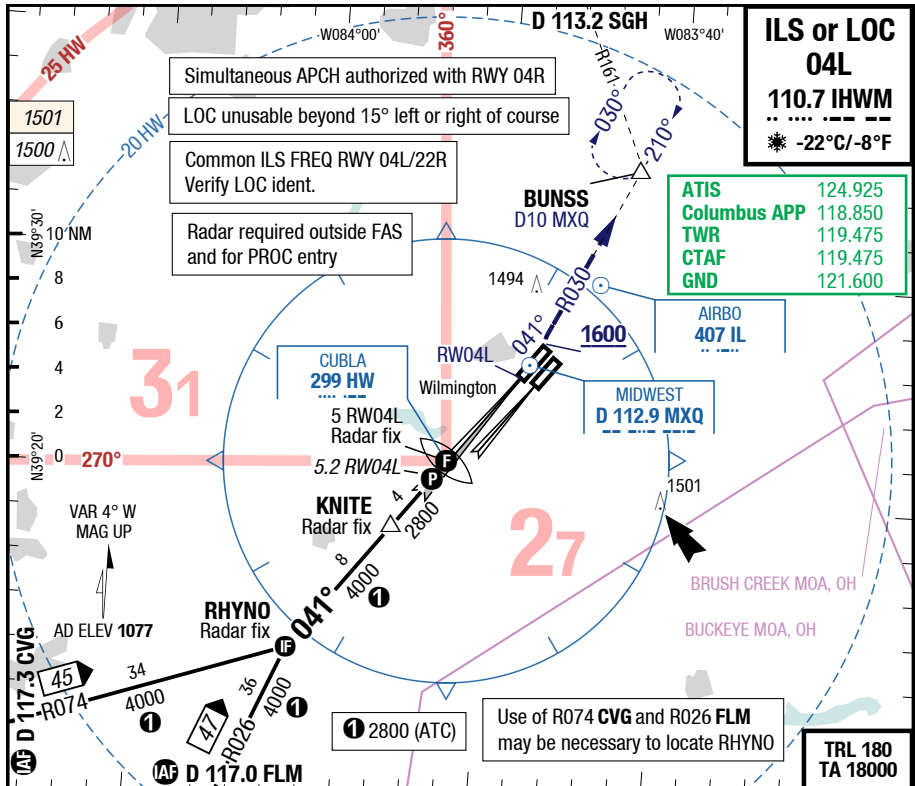 D 113.2 SGH
W084°00'
W083°40'
360°
R161
25 HW
20 HW
ILS or LOC
04L
110.7 IHWM
-22°C/-8°F
1501
1500
Simultaneous APCH authorized with RWY 04R
LOC unusable beyond 15° left or right of course
Common ILS FREQ RWY 04L/22R
Verify LOC ident.
Radar required outside FAS
and for PROC entry
030°
210°
BUNSS
D10 MXQ
ATIS 124.925
Columbus APP 118.850
TWR 119.475
CTAF 119.475
GND 121.600
N39°30'
10 NM
8
6
4
2
0
N39°20'
1494
R030
041°
1600
AIRBO
407 IL
RW04L
Wilmington
MIDWEST
D 112.9 MXQ
CUBLA
299 HW
31
5 RW04L
Radar fix
5.2 RW04L
F
P
270°
KNITE
Radar fix
4
2800
1501
27
VAR 4° W
MAG UP
AD ELEV 1077
8
4000
1
041°
RHYNO
Radar fix
IF
BRUSH CREEK MOA, OH
BUCKEYE MOA, OH
IAF D 117.3 CVG
45
R074
34
4000
1
47
R026
36
4000
1
IAF D 117.0 FLM
1 2800 (ATC)
Use of R074 CVG and R026 FLM
may be necessary to locate RHYNO
TRL 180
TA 18000